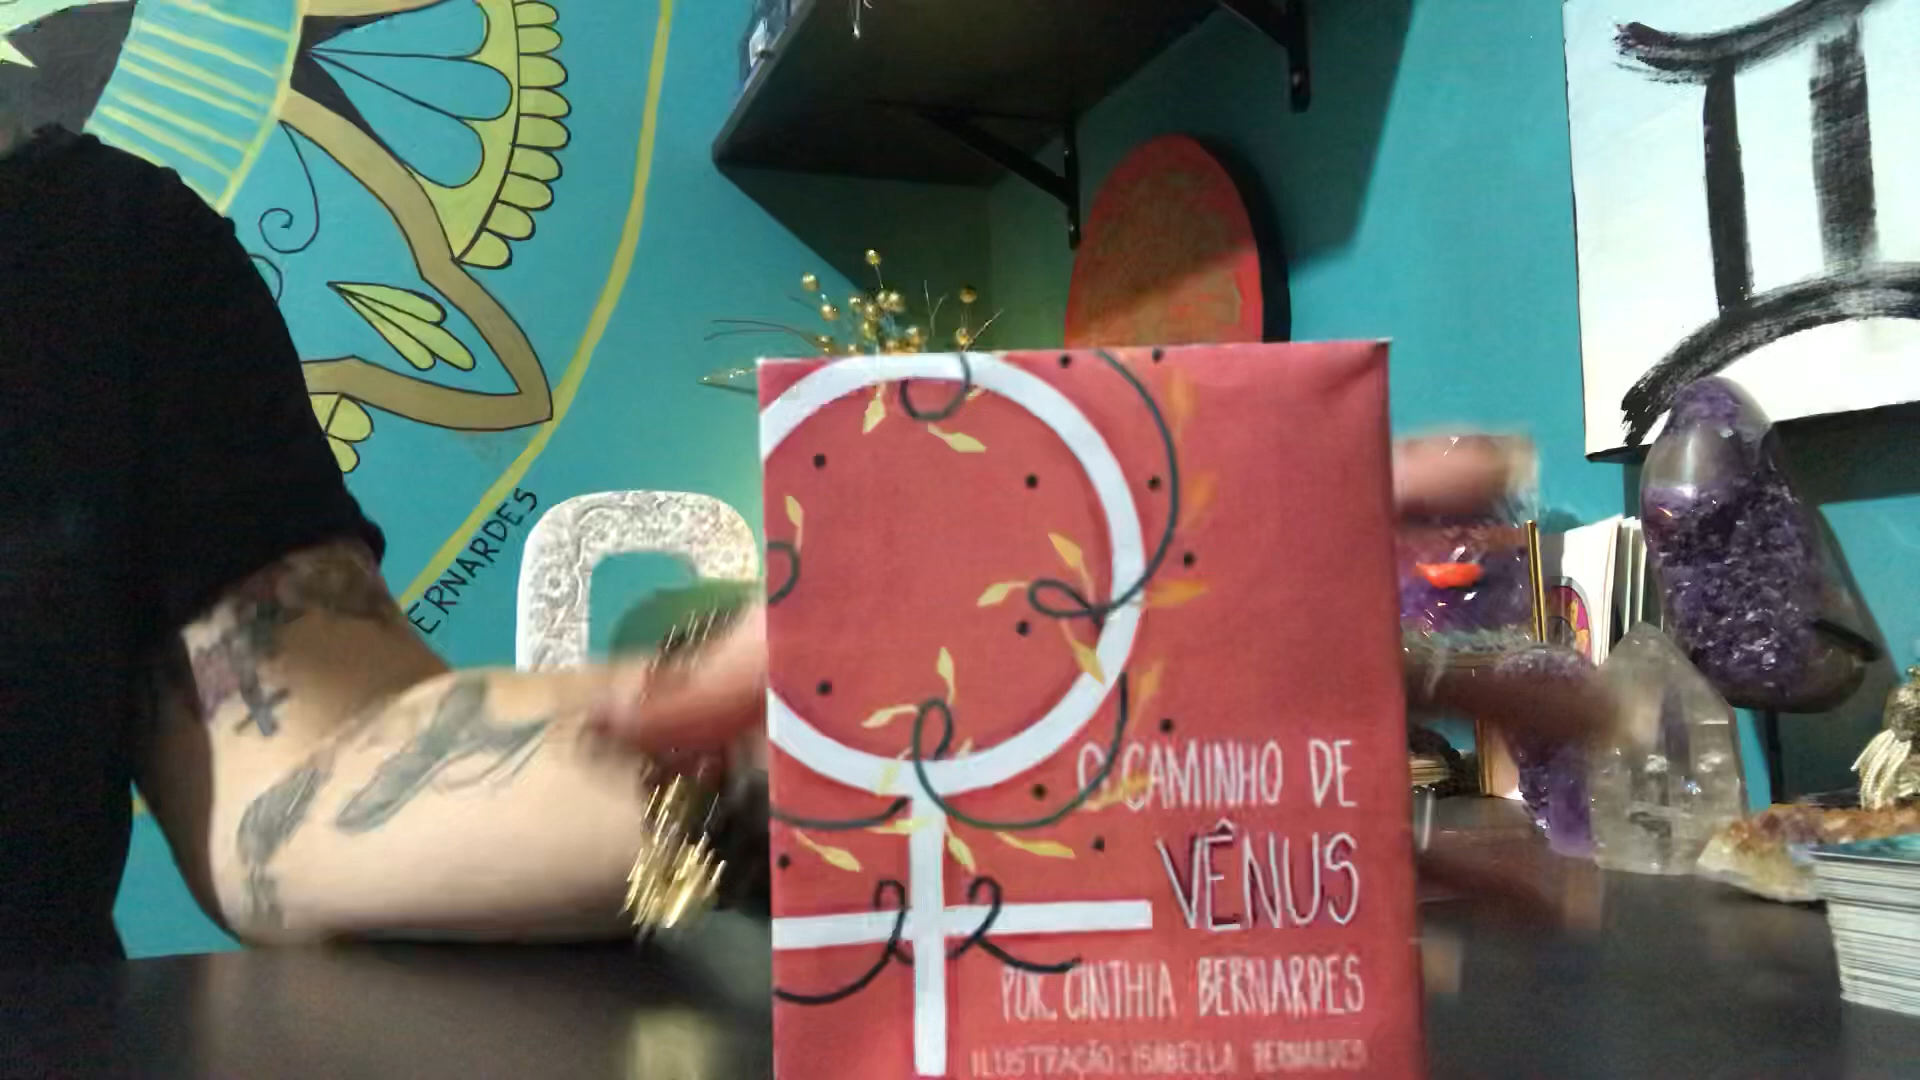 ERNARDES
O CAMINHO DE
VÊNUS
POR CINTHIA BERNARDES
ILUSTRAÇÃO: ISABELLA BERNARDES